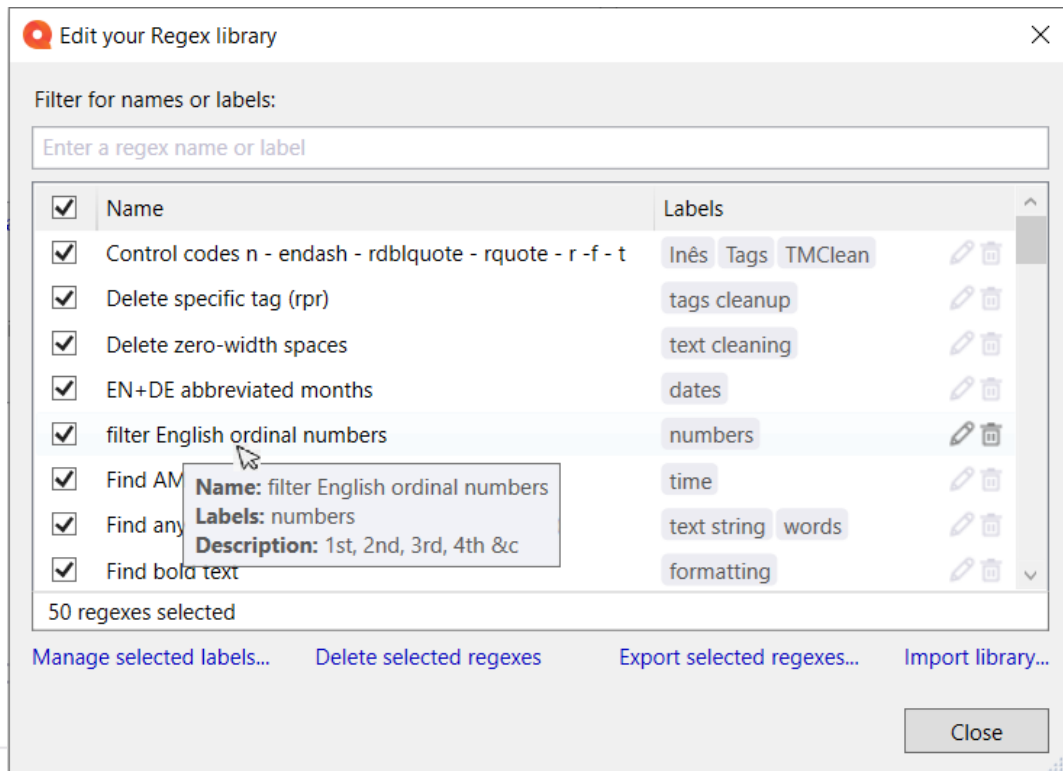 Edit your Regex library
Filter for names or labels:
Enter a regex name or label
Name Labels
Control codes n - endash - rdblquote - rquote - r -f - t Inês Tags TMClean
Delete specific tag (rpr) tags cleanup
Delete zero-width spaces text cleaning
EN+DE abbreviated months dates
filter English ordinal numbers numbers
Find AM time
Name: filter English ordinal numbers
Labels: numbers
Description: 1st, 2nd, 3rd, 4th &c
Find any text string words
Find bold text formatting
50 regexes selected
Manage selected labels... Delete selected regexes Export selected regexes... Import library...
Close